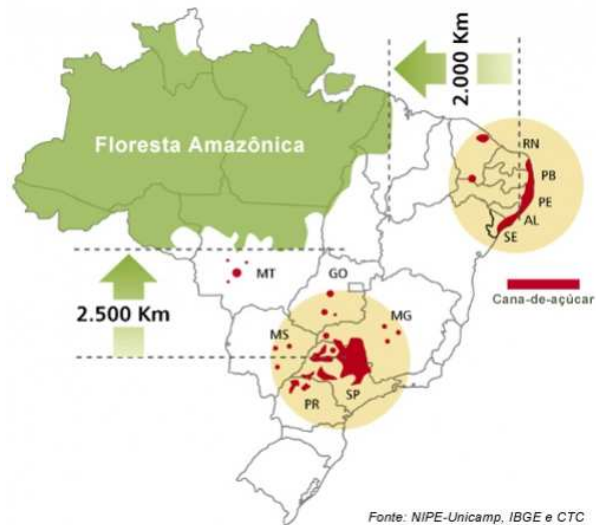 2.000 Km
Floresta Amazônica
RN
PB
PE
AL
SE
Cana-de-açúcar
MT
GO
2.500 Km
MG
MS
SP
PR
Fonte: NIPE-Unicamp, IBGE e CTC